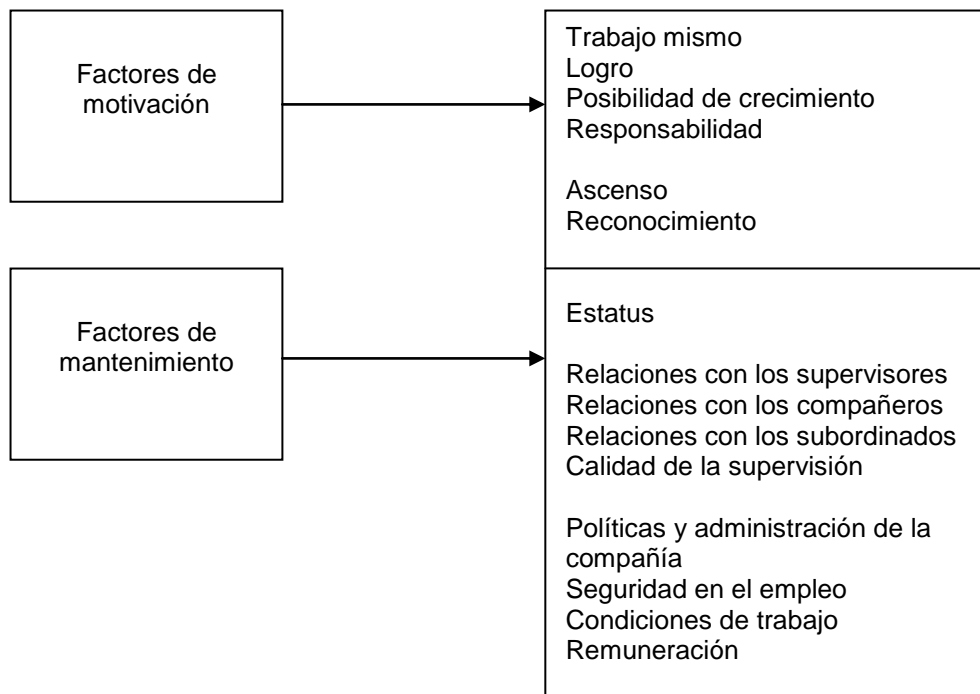 Factores de
motivación
Trabajo mismo
Logro
Posibilidad de crecimiento
Responsabilidad
Ascenso
Reconocimiento
Factores de
mantenimiento
Estatus
Relaciones con los supervisores
Relaciones con los compañeros
Relaciones con los subordinados
Calidad de la supervisión
Políticas y administración de la
compañía
Seguridad en el empleo
Condiciones de trabajo
Remuneración